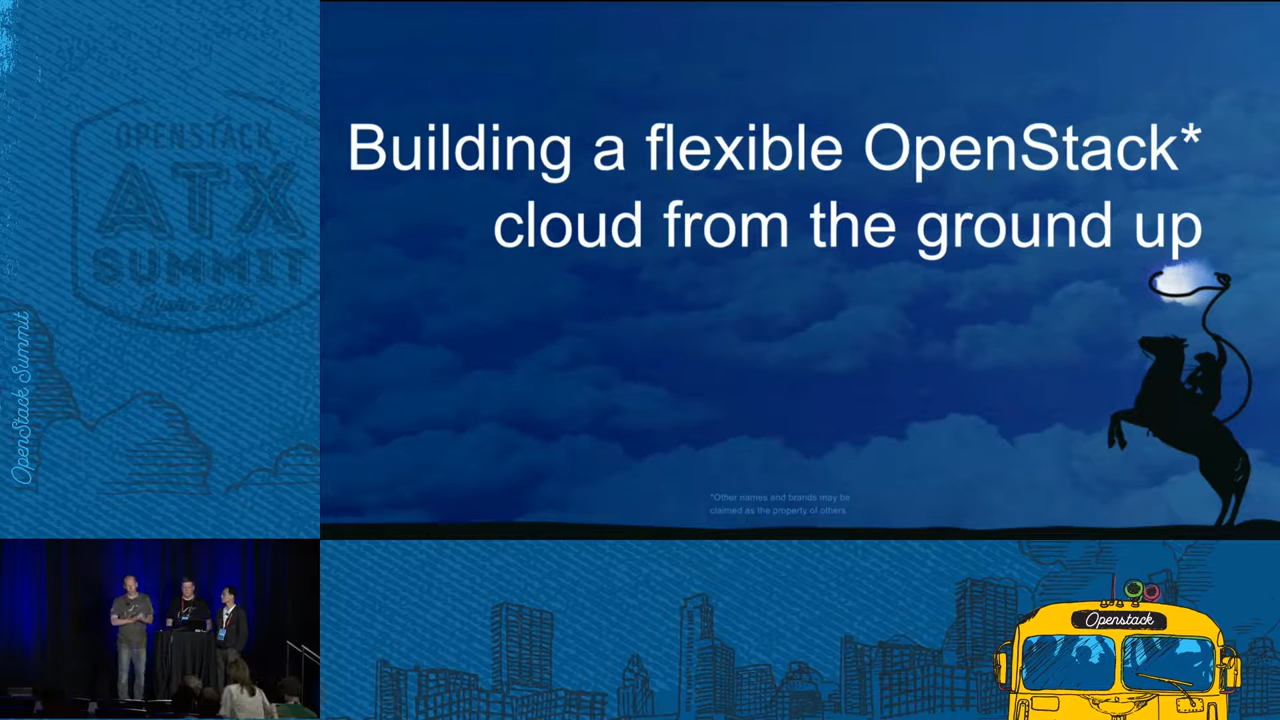 OPENSTACK
ATX
SUMMIT
OpenStack Summit
Building a flexible OpenStack*
cloud from the ground up
*Other names and brands may be
claimed as the property of others.
Openstack